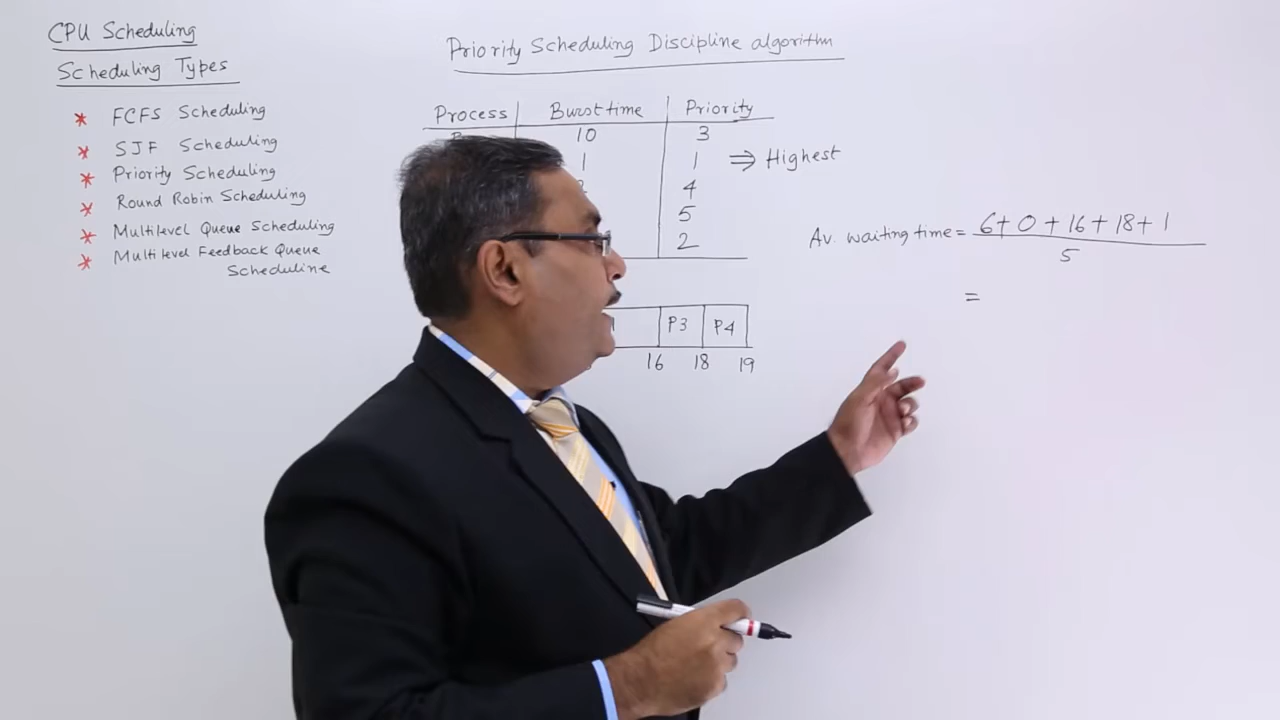 CPU Scheduling
Scheduling Types
* FCFS Scheduling
* SJF Scheduling
* Priority Scheduling
* Round Robin Scheduling
* Multilevel Queue Scheduling
* Multilevel Feedback Queue
Scheduline
Priority Scheduling Discipline algorithm
Process Burst time Priority
10 3
1 1 ⇒ Highest
4
5
2
P3 P4
16 18 19
Av. waiting time = 6+ 0 + 16 + 18 + 1
5
=